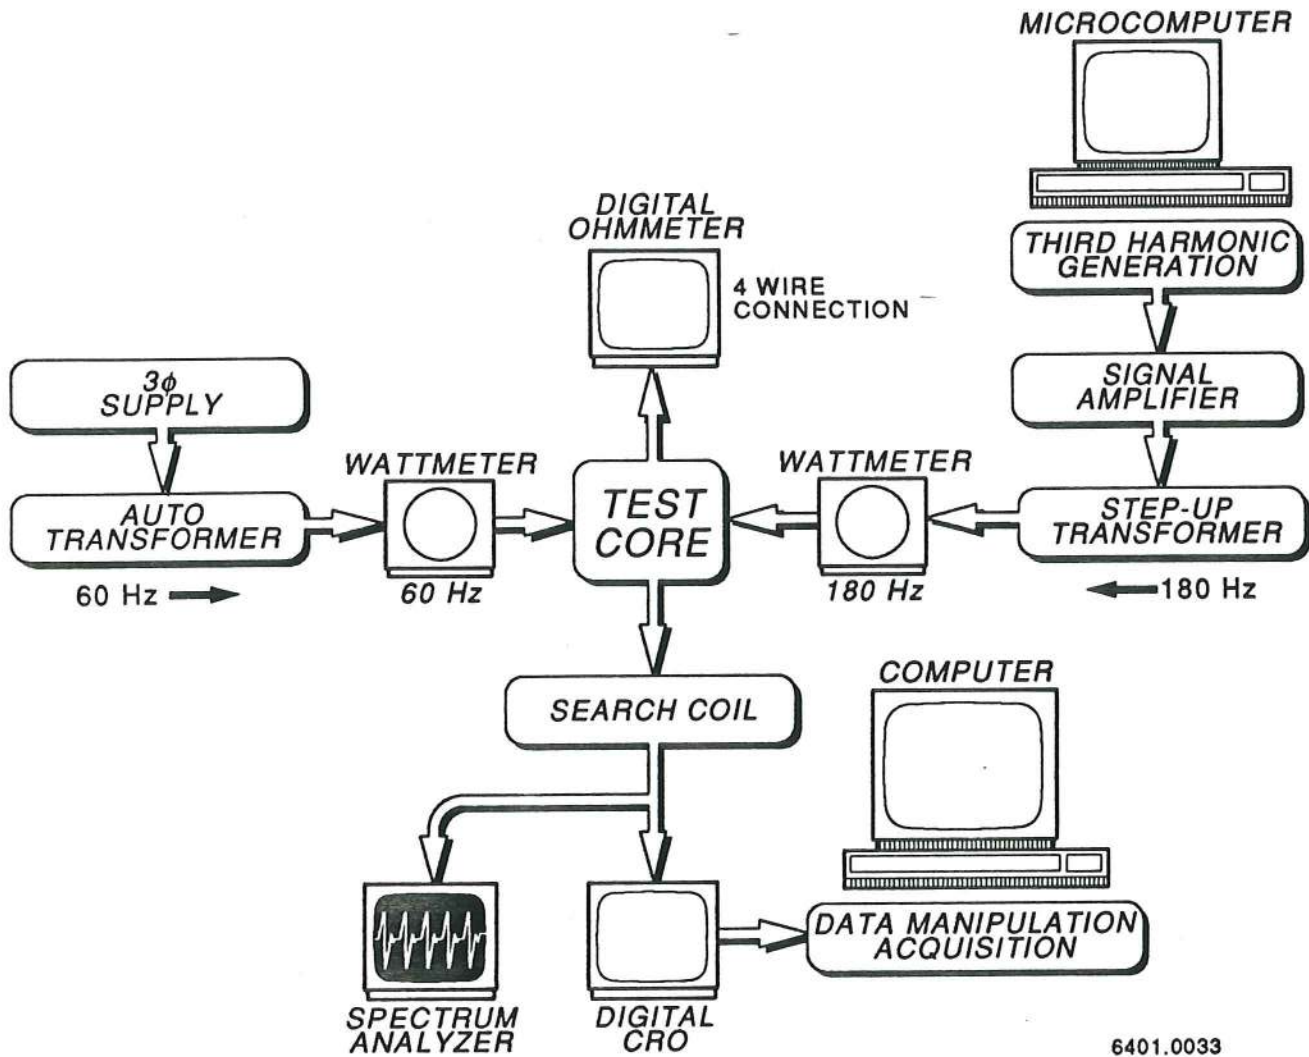 MICROCOMPUTER
THIRD HARMONIC
GENERATION
DIGITAL
OHMMETER
4 WIRE
CONNECTION
3ϕ
SUPPLY
SIGNAL
AMPLIFIER
AUTO
TRANSFORMER
60 Hz
WATTMETER
60 Hz
TEST
CORE
WATTMETER
180 Hz
STEP-UP
TRANSFORMER
180 Hz
SEARCH COIL
COMPUTER
DATA MANIPULATION
ACQUISITION
SPECTRUM
ANALYZER
DIGITAL
CRO
6401.0033